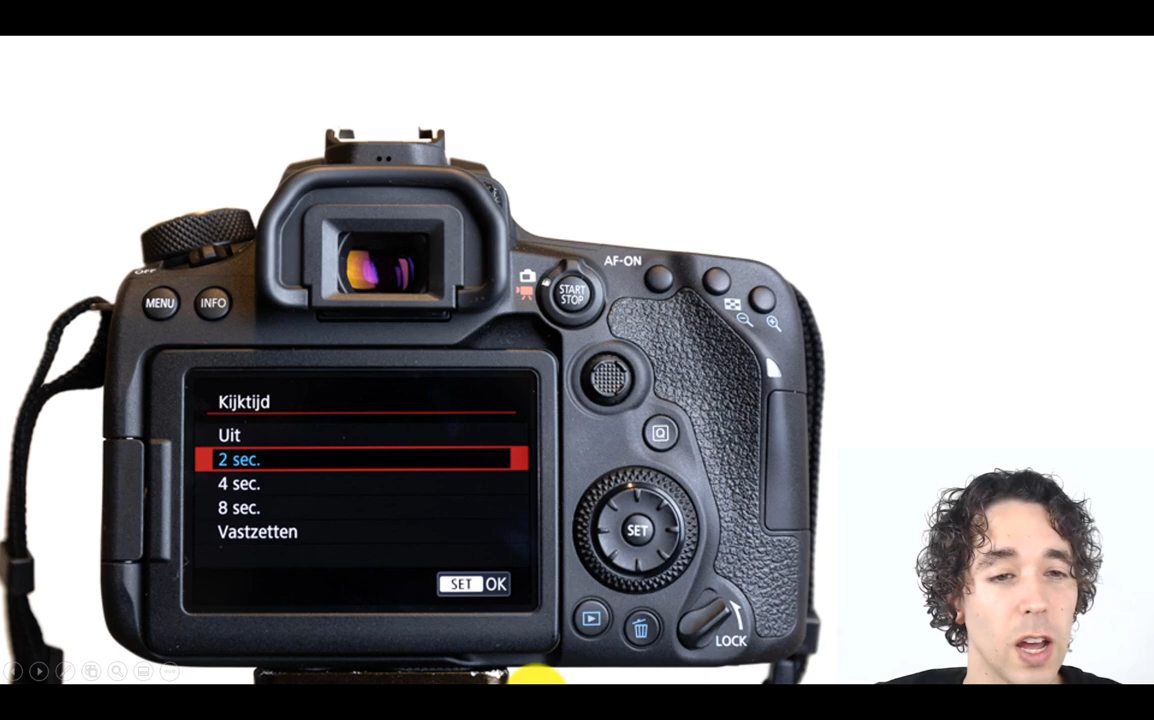 AF-ON
OFF
MENU
INFO
START
STOP
Kijktijd
Uit
2 sec.
4 sec.
8 sec.
Vastzetten
SET OK
Q
SET
LOCK